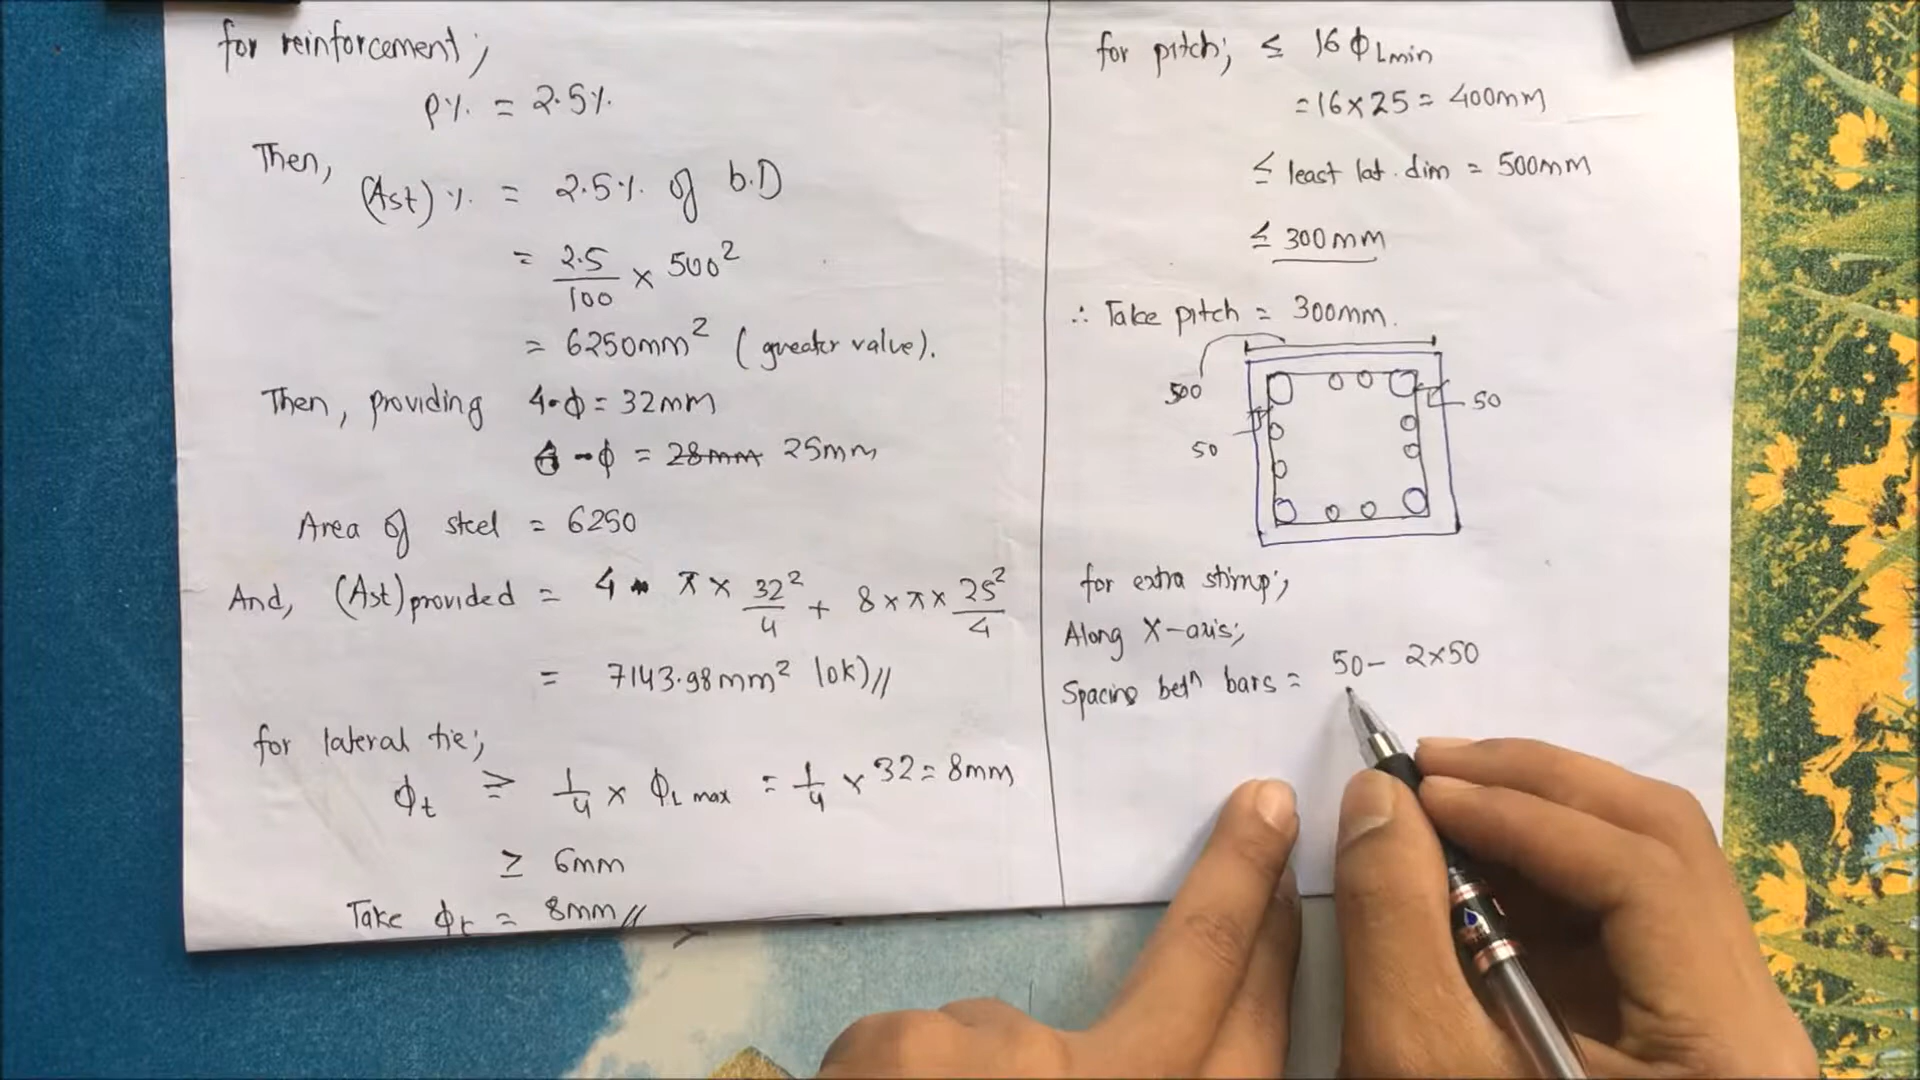 for reinforcement;
p%. = 2.5%.
Then,
(Ast)%. = 2.5%. of b.D
= 2.5/100 × 500²
= 6250mm² (greater value).
Then, providing 4-ϕ = 32mm
-ϕ = 28mm 25mm
Area of steel = 6250
And, (Ast)provided = 4 π × 32²/4 + 8×π× 25²/4
= 7143.98mm² (ok)//
for lateral tie;
ϕt ≥ 1/4 × ϕL max = 1/4 × 32 = 8mm
≥ 6mm
Take ϕt = 8mm//
for pitch; ≤ 16 ϕLmin
= 16×25 = 400mm
≤ least lat. dim = 500mm
≤ 300mm
∴ Take pitch = 300mm.
500
50
50
for extra stirrup;
Along X-axis;
Spacing betn bars = 50- 2×50